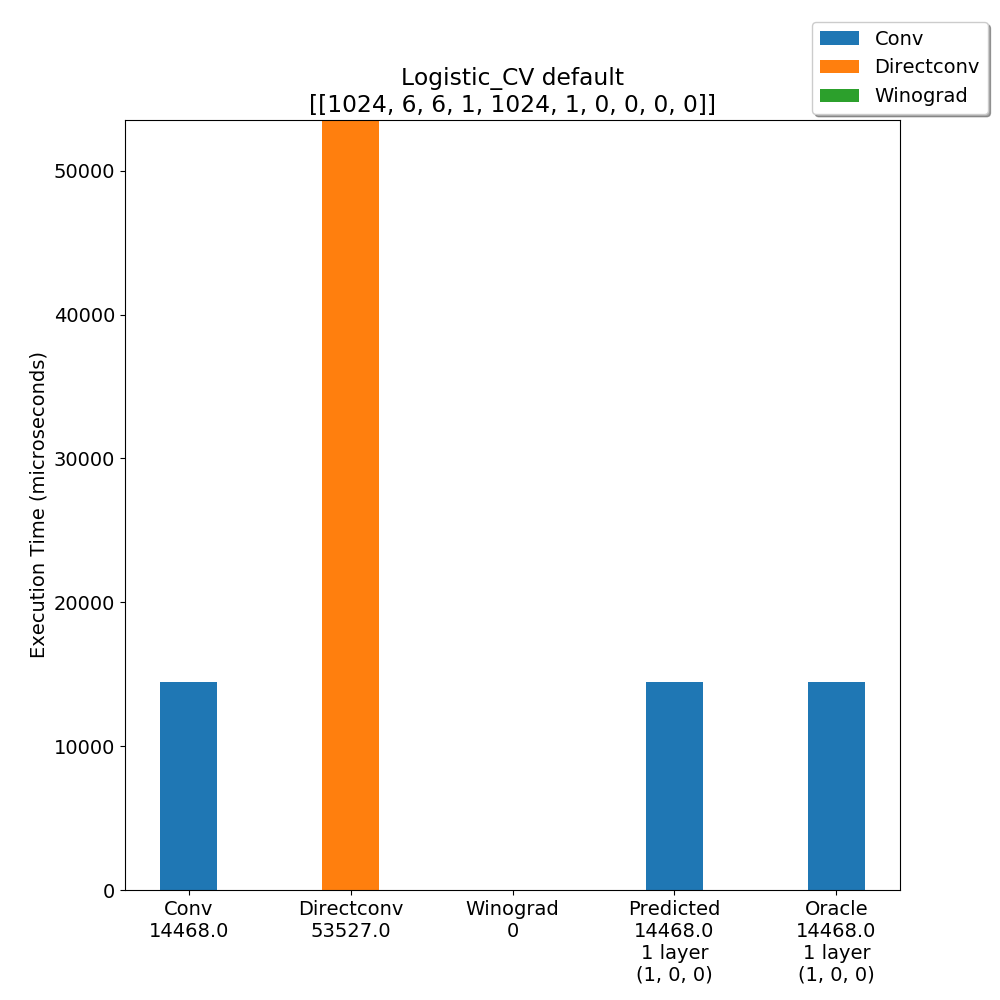 Conv
Directconv
Winograd
Logistic_CV default
[[1024, 6, 6, 1, 1024, 1, 0, 0, 0, 0]]
Execution Time (microseconds)
50000
40000
30000
20000
10000
0
Conv
14468.0
Directconv
53527.0
Winograd
0
Predicted
14468.0
1 layer
(1, 0, 0)
Oracle
14468.0
1 layer
(1, 0, 0)